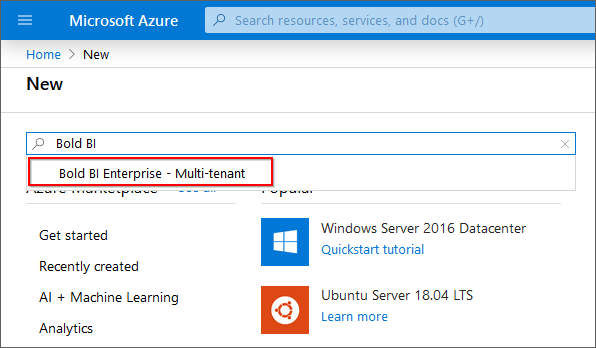 Microsoft Azure
Search resources, services, and docs (G+/)
Home > New
New
Bold BI
Bold BI Enterprise - Multi-tenant
Azure Marketplace See all Popular
Get started
Windows Server 2016 Datacenter
Quickstart tutorial
Recently created
AI + Machine Learning
Ubuntu Server 18.04 LTS
Learn more
Analytics